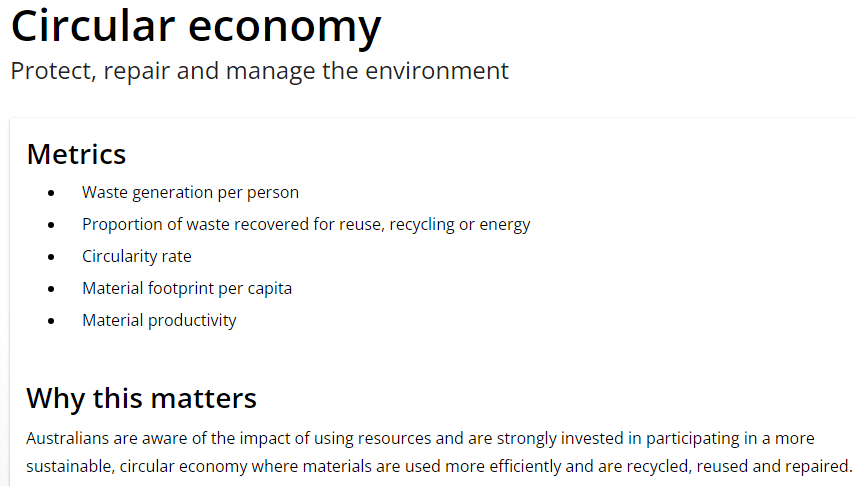 Circular economy
Protect, repair and manage the environment
Metrics
• Waste generation per person
• Proportion of waste recovered for reuse, recycling or energy
• Circularity rate
• Material footprint per capita
• Material productivity
Why this matters
Australians are aware of the impact of using resources and are strongly invested in participating in a more
sustainable, circular economy where materials are used more efficiently and are recycled, reused and repaired.